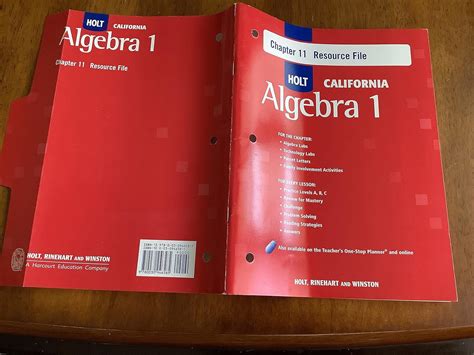 HOLT CALIFORNIA
Algebra 1
Chapter 11 Resource File
HOLT, RINEHART AND WINSTON
A Harcourt Education Company
Chapter 11 Resource File
HOLT CALIFORNIA
Algebra 1
FOR THE CHAPTER:
• Algebra Labs
• Technology Labs
• Parent Letters
• Family Involvement Activities
FOR EVERY LESSON:
• Practice Levels A, B, C
• Review for Mastery
• Challenge
• Problem Solving
• Reading Strategies
• Answers
Also available on the Teacher's One-Stop Planner® and online
HOLT, RINEHART AND WINSTON